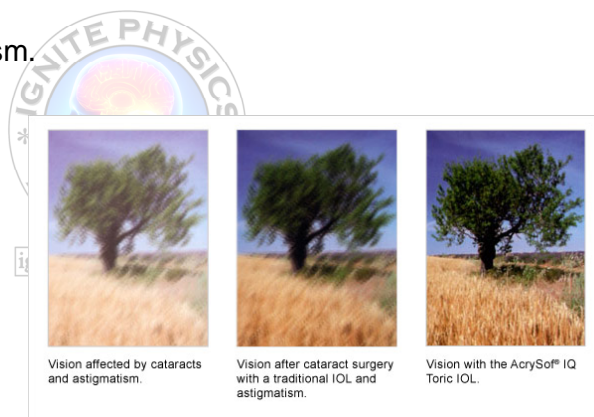 sm.
IGNITE PHYSICS
Vision affected by cataracts
and astigmatism.
Vision after cataract surgery
with a traditional IOL and
astigmatism.
Vision with the AcrySof® IQ
Toric IOL.